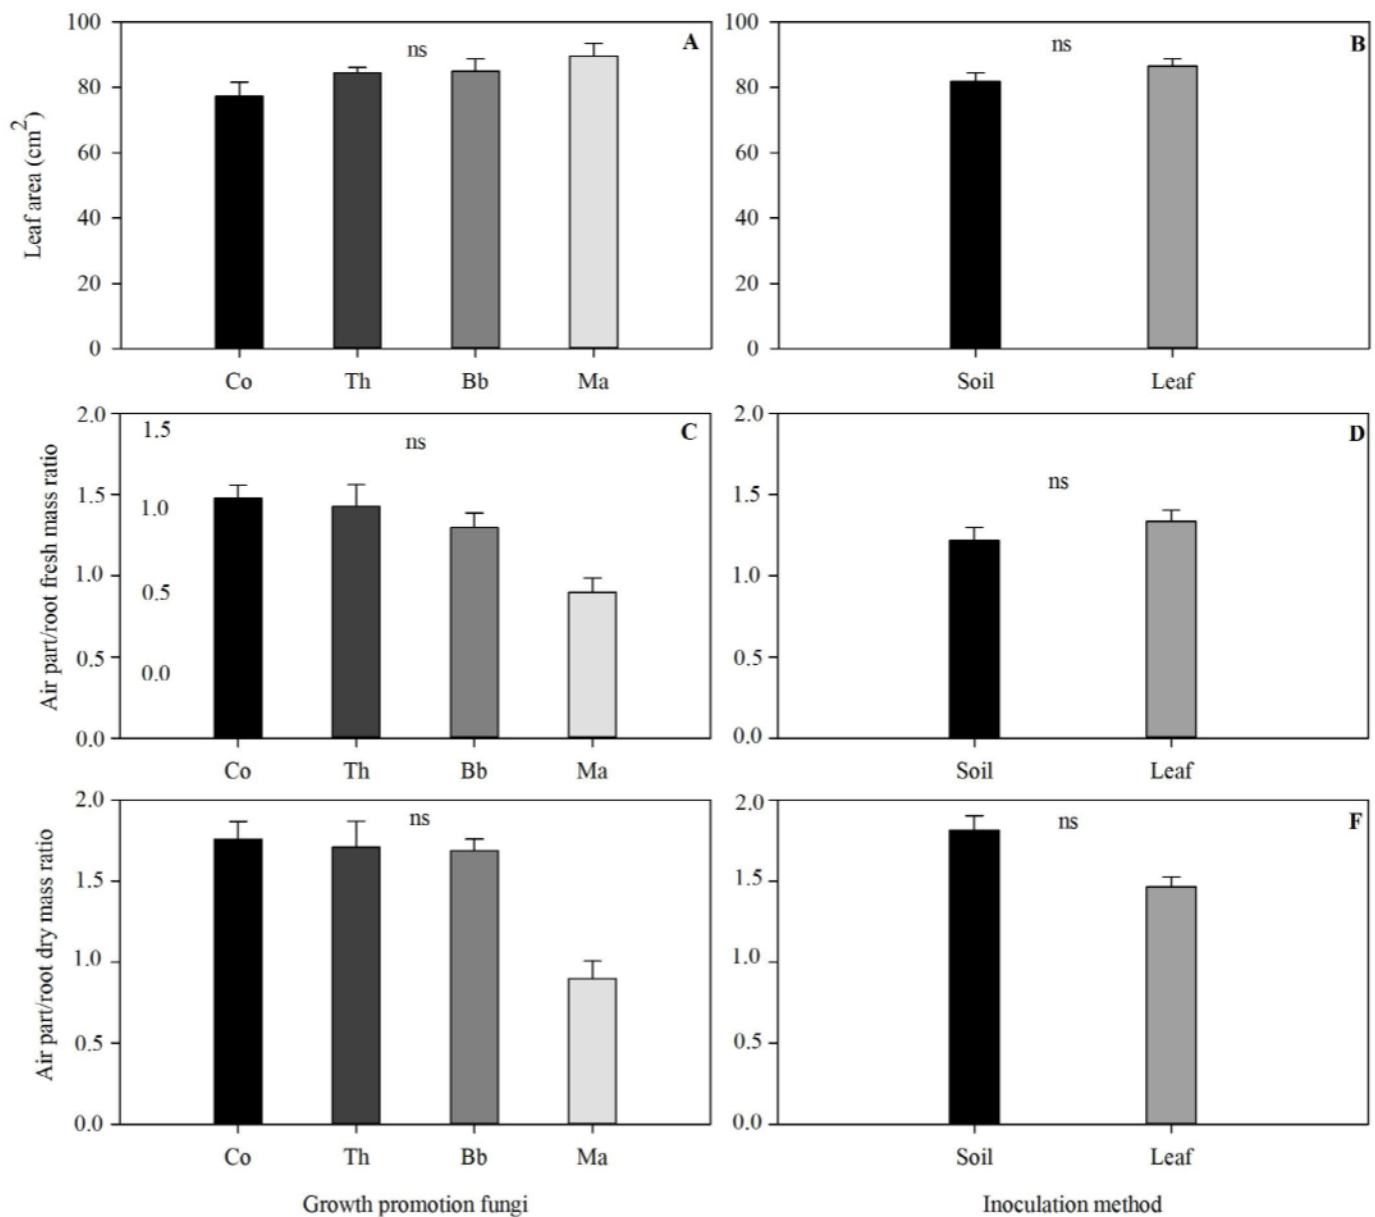 100
80
60
40
20
0
Leaf area (cm2)
ns
A
Co Th Bb Ma
100
80
60
40
20
0
ns
B
Soil Leaf
2.0
1.5
1.0
0.5
0.0
Air part/root fresh mass ratio
1.5
1.0
0.5
0.0
ns
C
Co Th Bb Ma
2.0
1.5
1.0
0.5
0.0
ns
D
Soil Leaf
2.0
1.5
1.0
0.5
0.0
Air part/root dry mass ratio
ns
Co Th Bb Ma
Growth promotion fungi
2.0
1.5
1.0
0.5
0.0
ns
F
Soil Leaf
Inoculation method